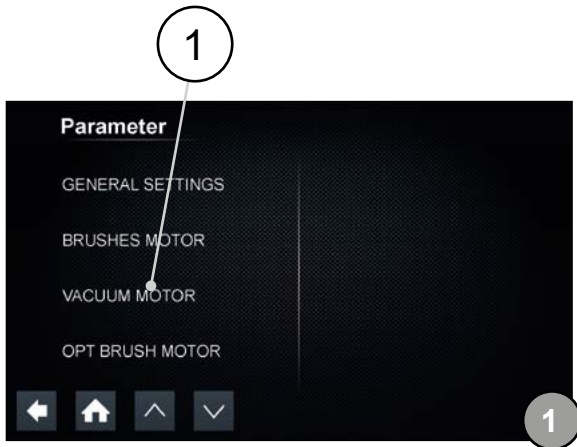 1
Parameter
GENERAL SETTINGS
BRUSHES MOTOR
VACUUM MOTOR
OPT BRUSH MOTOR
1